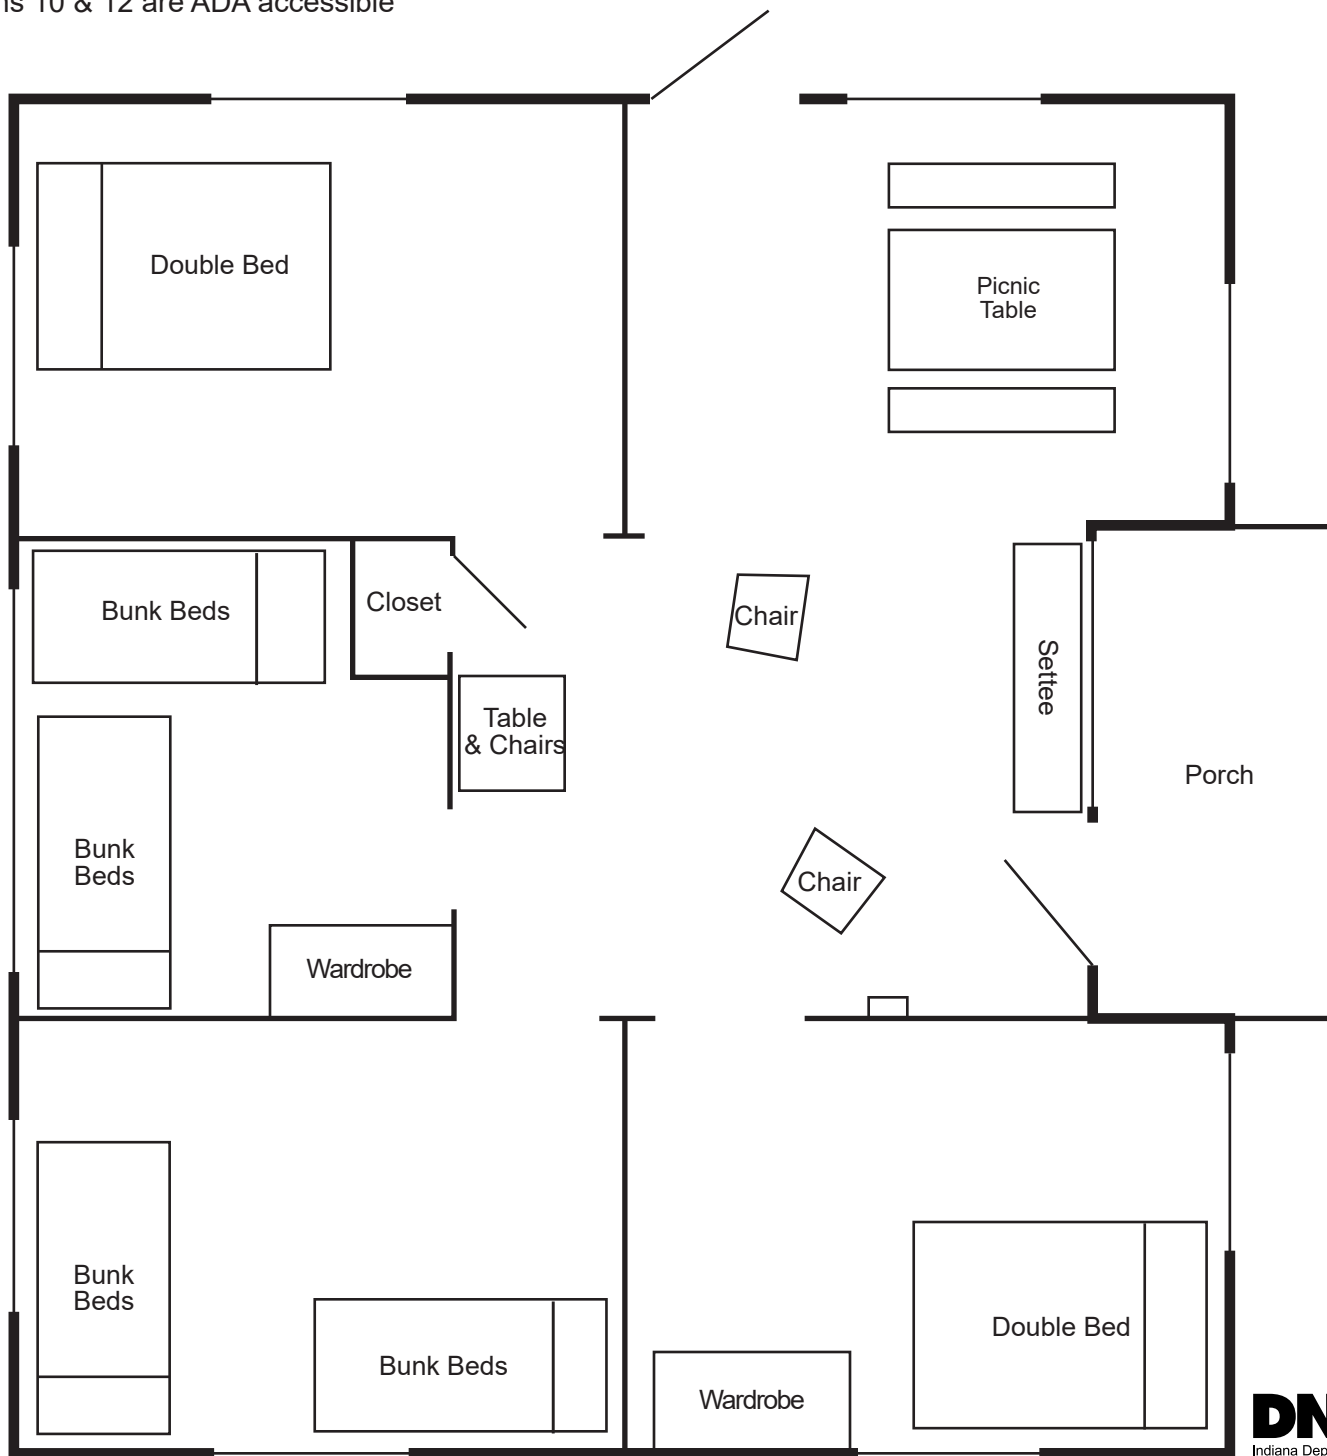 10 & 12 are ADA accessible
Double Bed
Picnic
Table
Bunk Beds
Closet
Chair
Settee
Table
& Chairs
Porch
Bunk
Beds
Chair
Wardrobe
Bunk
Beds
Double Bed
Bunk Beds
Wardrobe
DN
Indiana Dep